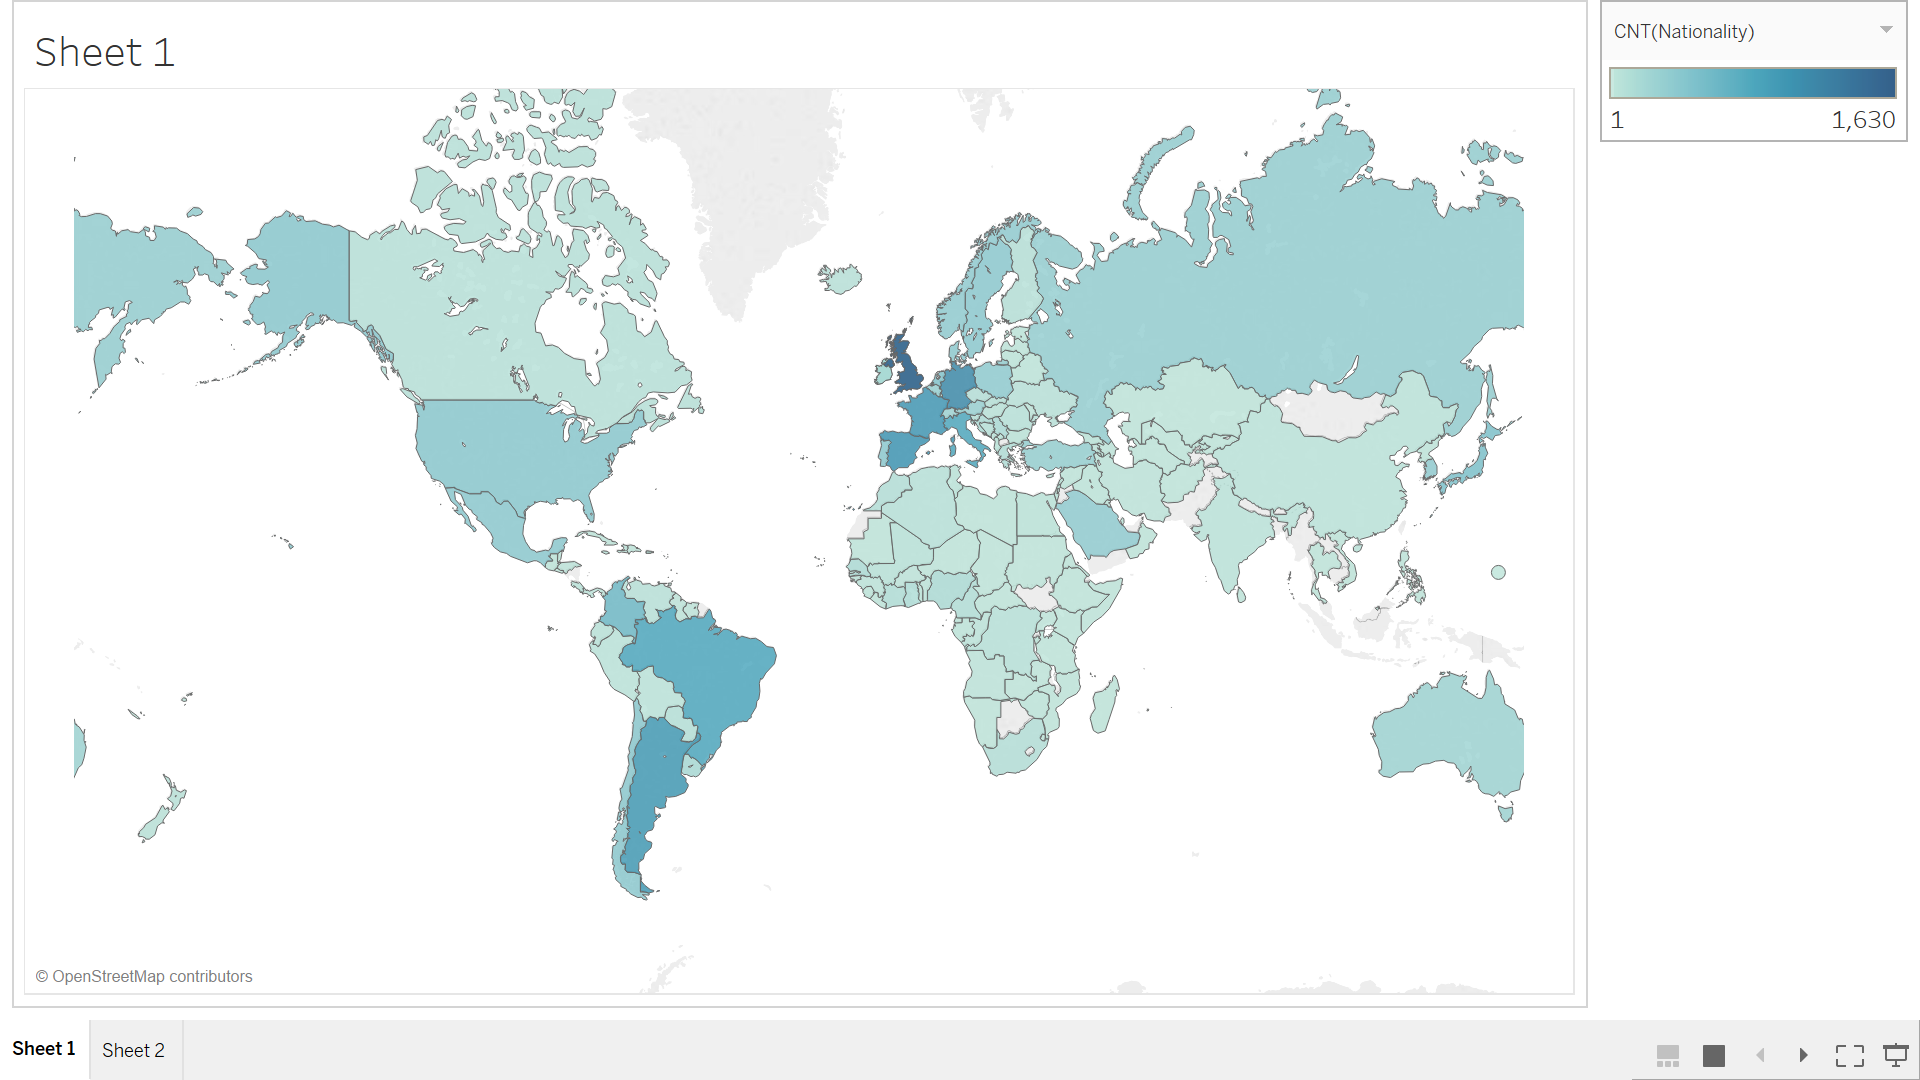 Sheet 1
CNT(Nationality)
1 1,630
© OpenStreetMap contributors
Sheet 1 Sheet 2